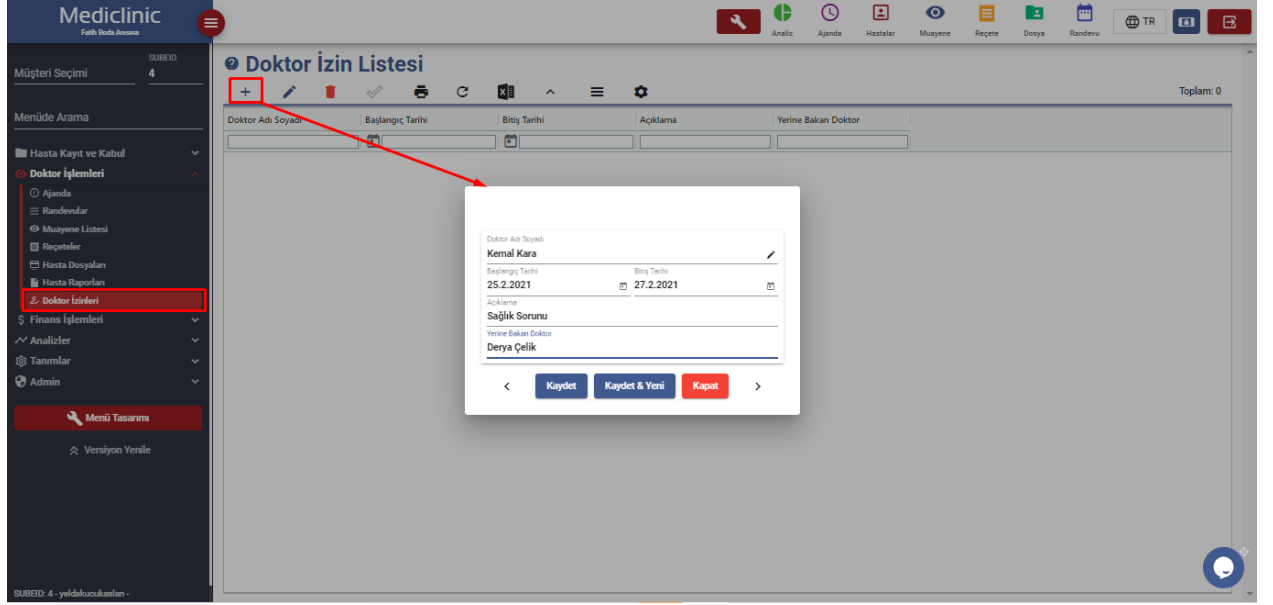 Mediclinic
Fatih Boda Anesna
Analiz
Ajanda
Hastalar
Muayene
Reçete
Dosya
Randevu
TR
Müşteri Seçimi
SUBEID
4
Menüde Arama
Hasta Kayıt ve Kabul
Doktor İşlemleri
Ajanda
Randevular
Muayene Listesi
Reçeteler
Hasta Dosyaları
Hasta Raporları
Doktor İzinleri
Finans İşlemleri
Analizler
Tanımlar
Admin
Menü Tasarımı
Versiyon Yenile
SUBEID: 4 - yeldakucukaslan -
Doktor İzin Listesi
Toplam: 0
Doktor Adı Soyadı
Başlangıç Tarihi
Bitiş Tarihi
Açıklama
Yerine Bakan Doktor
Doktor Adı Soyadı
Kemal Kara
Başlangıç Tarihi
Bitiş Tarihi
25.2.2021
27.2.2021
Açıklama
Sağlık Sorunu
Yerine Bakan Doktor
Derya Çelik
Kaydet
Kaydet & Yeni
Kapat